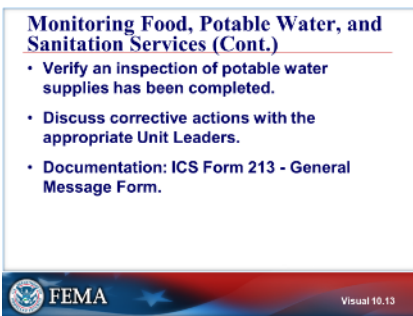 Monitoring Food, Potable Water, and
Sanitation Services (Cont.)
• Verify an inspection of potable water
supplies has been completed.
• Discuss corrective actions with the
appropriate Unit Leaders.
• Documentation: ICS Form 213 - General
Message Form.
FEMA
Visual 10.13